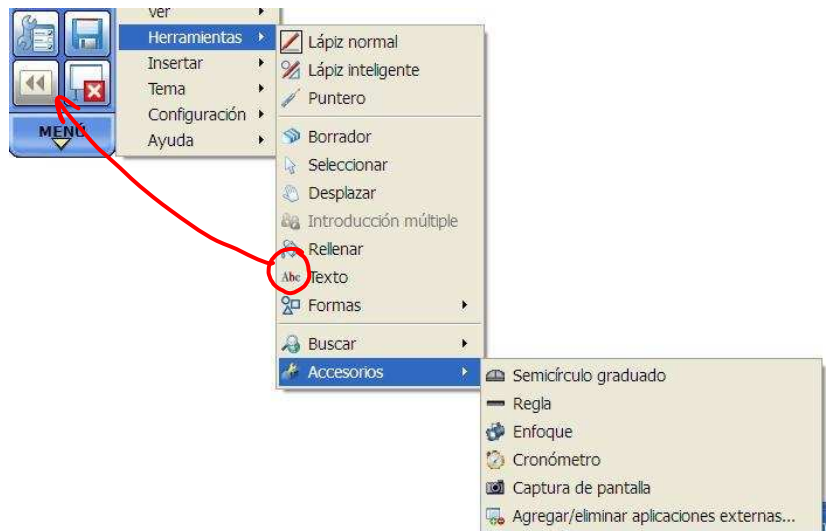 Ver
Herramientas
Insertar
Tema
Configuración
Ayuda
MENÚ
Lápiz normal
Lápiz inteligente
Puntero
Borrador
Seleccionar
Desplazar
Introducción múltiple
Rellenar
Abc Texto
Formas
Buscar
Accesorios
Semicírculo graduado
Regla
Enfoque
Cronómetro
Captura de pantalla
Agregar/eliminar aplicaciones externas...